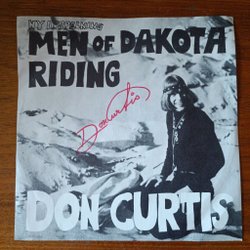 MEN OF DAKOTA
RIDING
Don Curtis
DON CURTIS